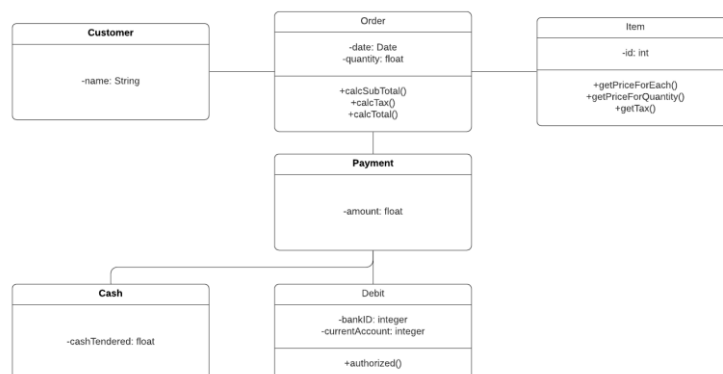 Customer
-name: String
Order
-date: Date
-quantity: float
+calcSubTotal()
+calcTax()
+calcTotal()
Item
-id: int
+getPriceForEach()
+getPriceForQuantity()
+getTax()
Payment
-amount: float
Cash
-cashTendered: float
Debit
-bankID: integer
-currentAccount: integer
+authorized()